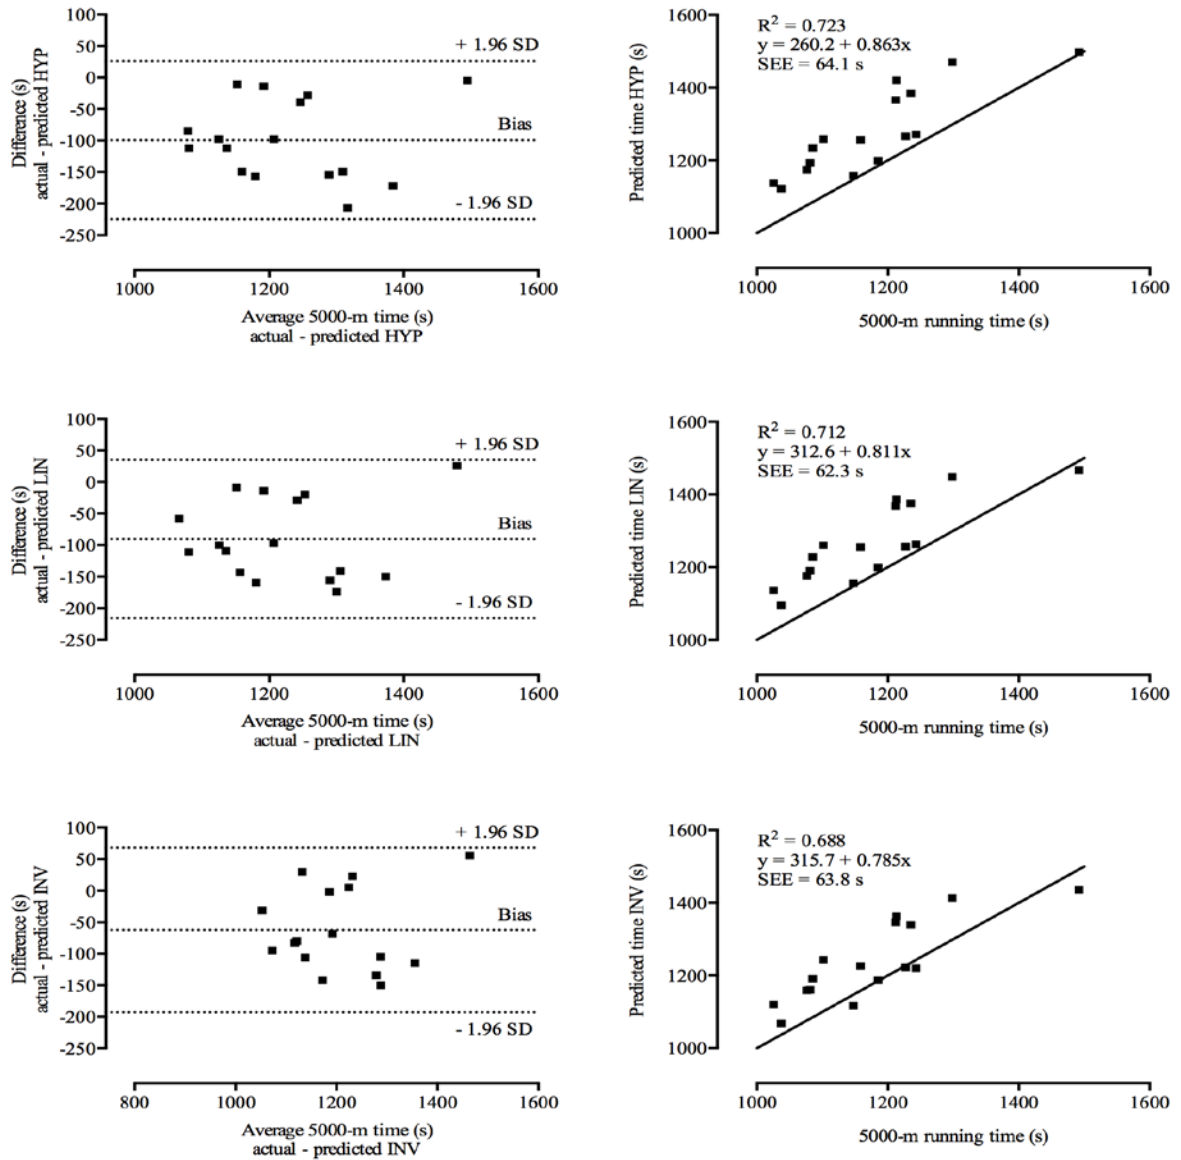 100
50
0
-50
-100
-150
-200
-250
Difference (s)
actual - predicted HYP
+ 1.96 SD
Bias
- 1.96 SD
1000 1200 1400 1600
Average 5000-m time (s)
actual - predicted HYP
1600
1400
1200
1000
Predicted time HYP (s)
R² = 0.723
y = 260.2 + 0.863x
SEE = 64.1 s
1000 1200 1400 1600
5000-m running time (s)
100
50
0
-50
-100
-150
-200
-250
Difference (s)
actual - predicted LIN
+ 1.96 SD
Bias
- 1.96 SD
1000 1200 1400 1600
Average 5000-m time (s)
actual - predicted LIN
1600
1400
1200
1000
Predicted time LIN (s)
R² = 0.712
y = 312.6 + 0.811x
SEE = 62.3 s
1000 1200 1400 1600
5000-m running time (s)
100
50
0
-50
-100
-150
-200
-250
Difference (s)
actual - predicted INV
+ 1.96 SD
Bias
- 1.96 SD
800 1000 1200 1400 1600
Average 5000-m time (s)
actual - predicted INV
1600
1400
1200
1000
Predicted time INV (s)
R² = 0.688
y = 315.7 + 0.785x
SEE = 63.8 s
1000 1200 1400 1600
5000-m running time (s)